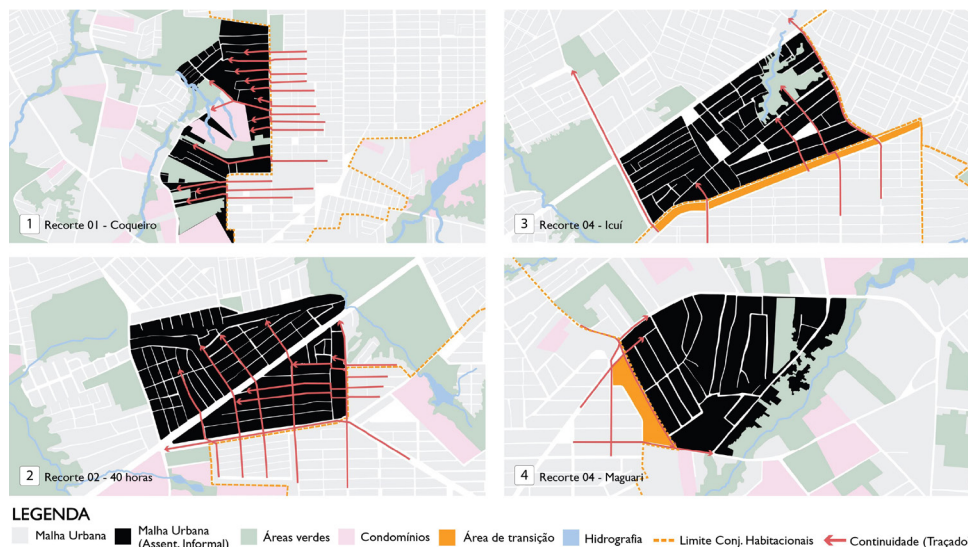 1 Recorte 01 - Coqueiro
3 Recorte 04 - Icuí
2 Recorte 02 - 40 horas
4 Recorte 04 - Maguari
LEGENDA
Malha Urbana
Malha Urbana
(Assent. Informal)
Áreas verdes
Condomínios
Área de transição
Hidrografia
Limite Conj. Habitacionais
Continuidade (Traçado